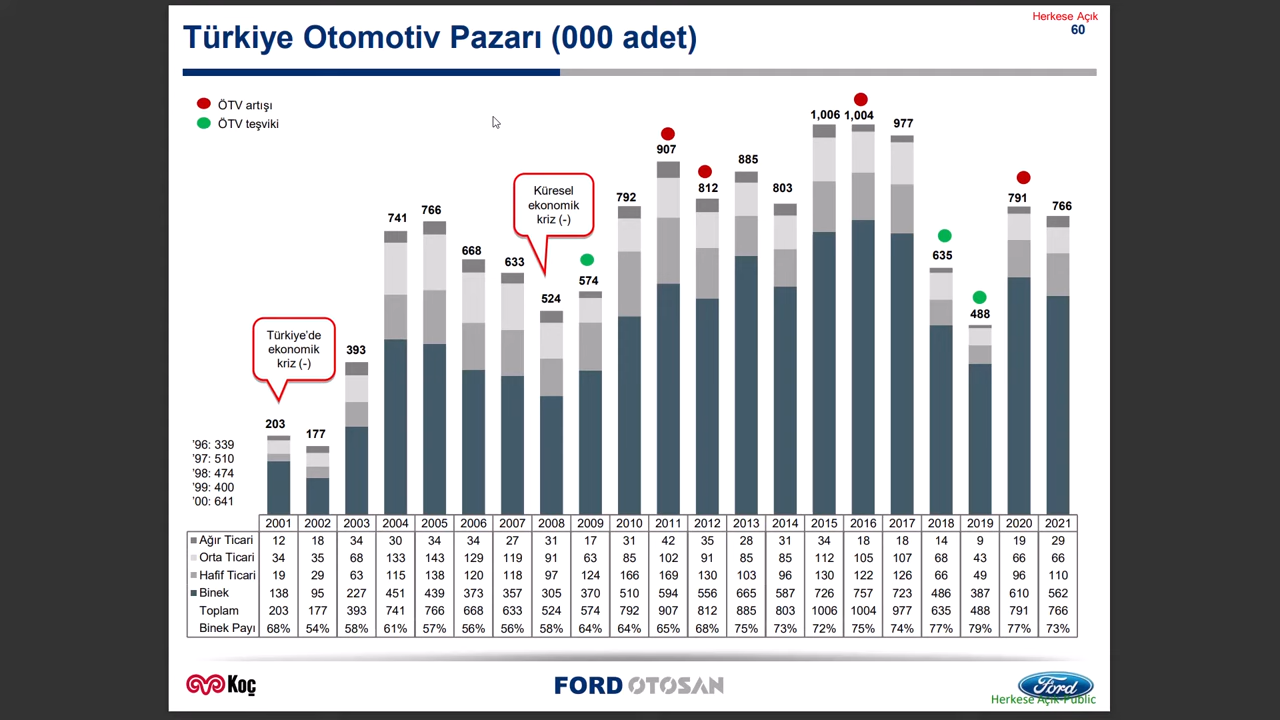 Herkese Açık
60
Türkiye Otomotiv Pazarı (000 adet)
ÖTV artışı
ÖTV teşviki
Türkiye'de
ekonomik
kriz (-)
Küresel
ekonomik
kriz (-)
203 177 393 741 766 668 633 524 574 792 907 812 885 803 1,006 1,004 977 635 488 791 766
'96: 339
'97: 510
'98: 474
'99: 400
'00: 641
2001 2002 2003 2004 2005 2006 2007 2008 2009 2010 2011 2012 2013 2014 2015 2016 2017 2018 2019 2020 2021
Ağır Ticari 12 18 34 30 34 34 27 31 17 31 42 35 28 31 34 18 18 14 9 29 29
Orta Ticari 34 35 68 133 143 129 119 91 63 85 102 91 85 85 112 105 107 68 43 66 66
Hafif Ticari 19 29 63 115 138 120 118 97 124 166 169 130 103 96 130 122 126 66 49 96 110
Binek 138 95 227 451 439 373 357 305 370 510 594 556 665 587 726 757 723 486 387 610 562
Toplam 203 177 393 741 766 668 633 524 574 792 907 812 885 803 1006 1004 977 635 488 791 766
Binek Payı 68% 54% 58% 61% 57% 56% 56% 58% 64% 64% 65% 68% 75% 73% 72% 75% 74% 77% 79% 77% 73%
Koç
FORD OTOSAN
Ford
Herkese Açık-Public